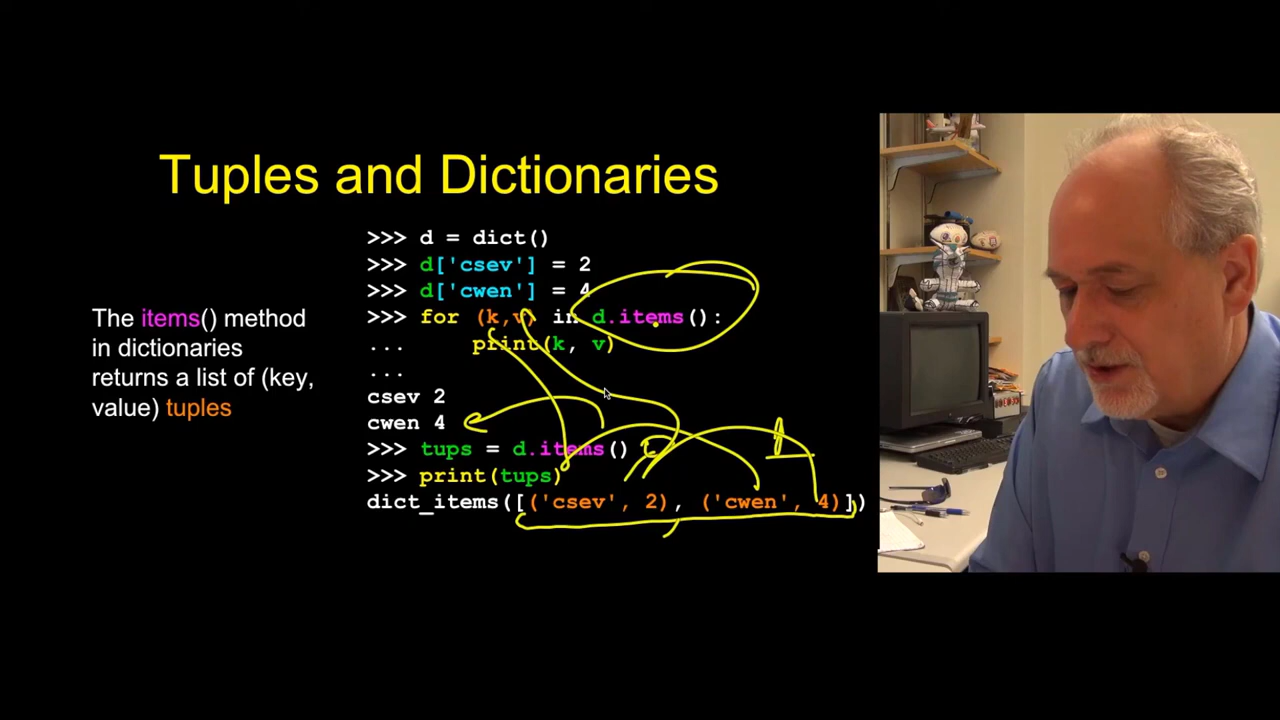 Tuples and Dictionaries
The items() method
in dictionaries
returns a list of (key,
value) tuples
>>> d = dict()
>>> d['csev'] = 2
>>> d['cwen'] = 4
>>> for (k,v) in d.items():
...     print(k, v)
...
csev 2
cwen 4
>>> tups = d.items()
>>> print(tups)
dict_items([('csev', 2), ('cwen', 4)])